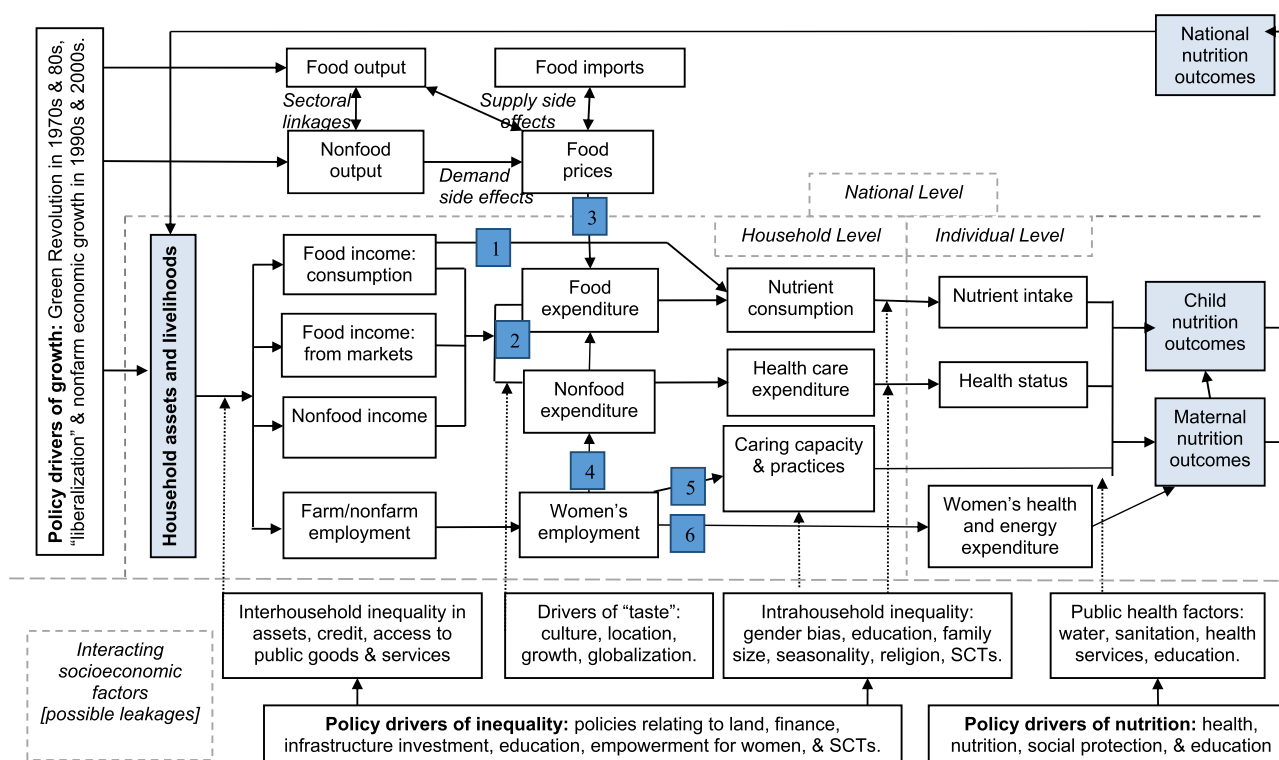 Policy drivers of growth: Green Revolution in 1970s & 80s,
“liberalization” & nonfarm economic growth in 1990s & 2000s.
National
nutrition
outcomes
Food output
Food imports
Sectoral
linkages
Supply side
effects
Nonfood
output
Food
prices
Demand
side effects
National Level
3
Household Level
Individual Level
Household assets and livelihoods
Food income:
consumption
1
Food
expenditure
Nutrient
consumption
Nutrient intake
Child
nutrition
outcomes
Food income:
from markets
2
Nonfood
expenditure
Health care
expenditure
Health status
Nonfood income
Maternal
nutrition
outcomes
Caring capacity
& practices
4
5
6
Farm/nonfarm
employment
Women’s
employment
Women’s health
and energy
expenditure
Interhousehold inequality in
assets, credit, access to
public goods & services
Drivers of “taste”:
culture, location,
growth, globalization.
Intrahousehold inequality:
gender bias, education, family
size, seasonality, religion, SCTs.
Public health factors:
water, sanitation, health
services, education.
Interacting
socioeconomic
factors
[possible leakages]
Policy drivers of inequality: policies relating to land, finance,
infrastructure investment, education, empowerment for women, & SCTs.
Policy drivers of nutrition: health,
nutrition, social protection, & education